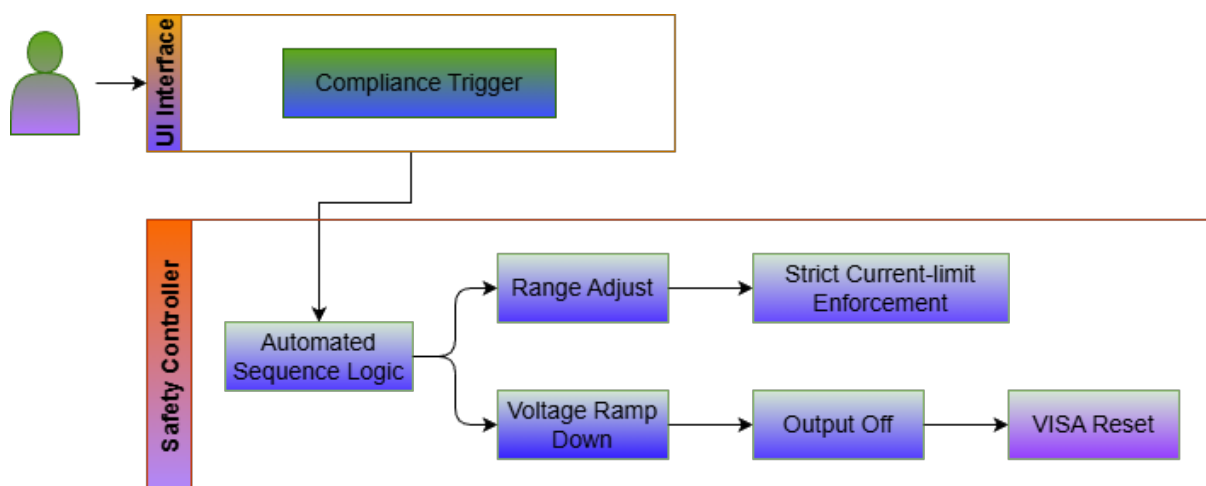 UI Interface
Compliance Trigger
Safety Controller
Automated
Sequence Logic
Range Adjust
Strict Current-limit
Enforcement
Voltage Ramp
Down
Output Off
VISA Reset